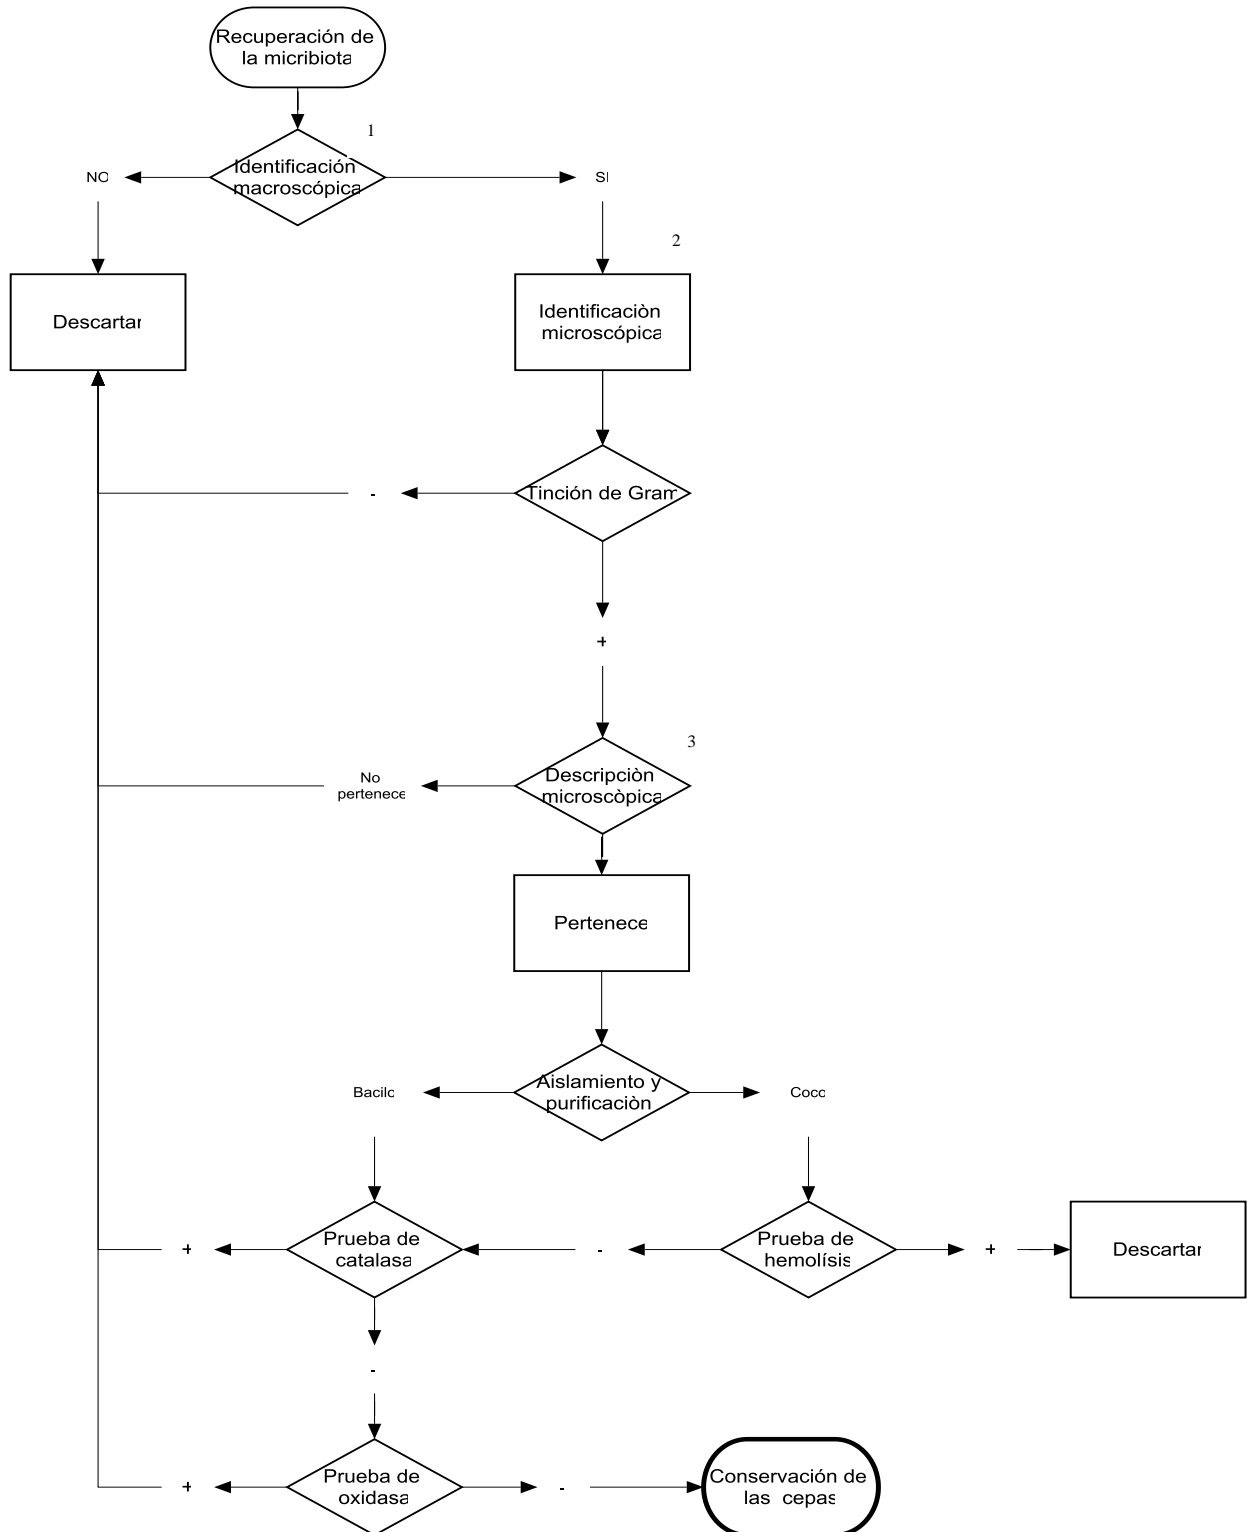 Recuperación de
la micribiota
1
Identificación
macroscópica
NO
SI
2
Descartar
Identificaciòn
microscópica
-
Tinción de Gram
+
3
No
pertenece
Descripciòn
microscòpica
Pertenece
Bacilo
Aislamiento y
purificaciòn
Coco
+
Prueba de
catalasa
-
Prueba de
hemolísis
+
Descartar
-
+
Prueba de
oxidasa
-
Conservación de
las cepas